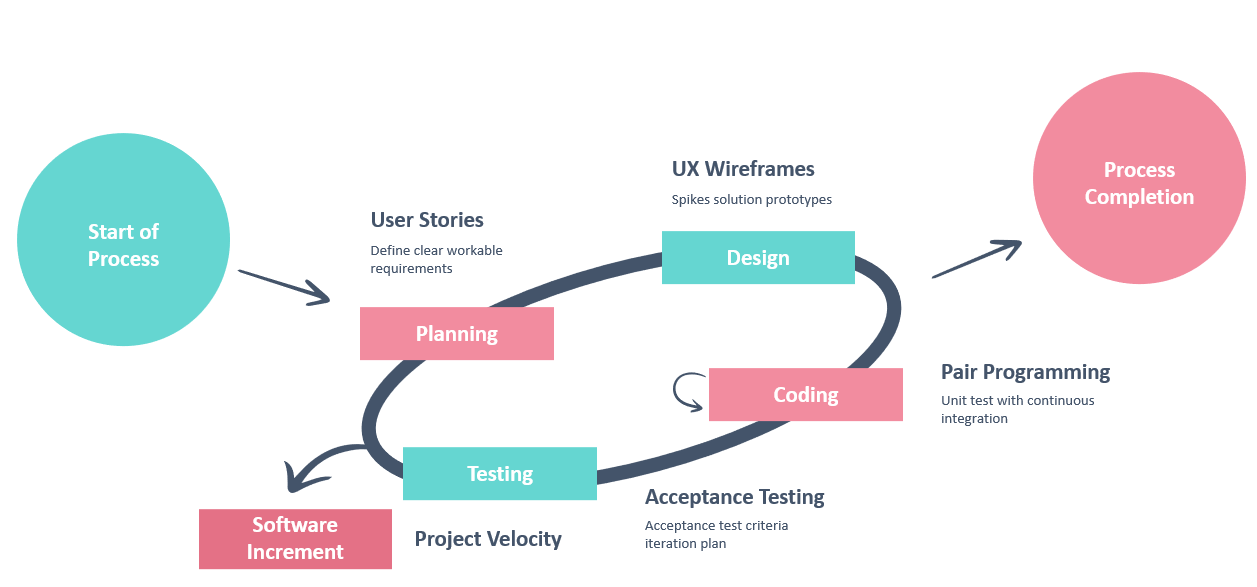 Start of
Process
User Stories
Define clear workable
requirements
Planning
UX Wireframes
Spikes solution prototypes
Design
Process
Completion
Coding
Pair Programming
Unit test with continuous
integration
Testing
Acceptance Testing
Acceptance test criteria
iteration plan
Software
Increment
Project Velocity